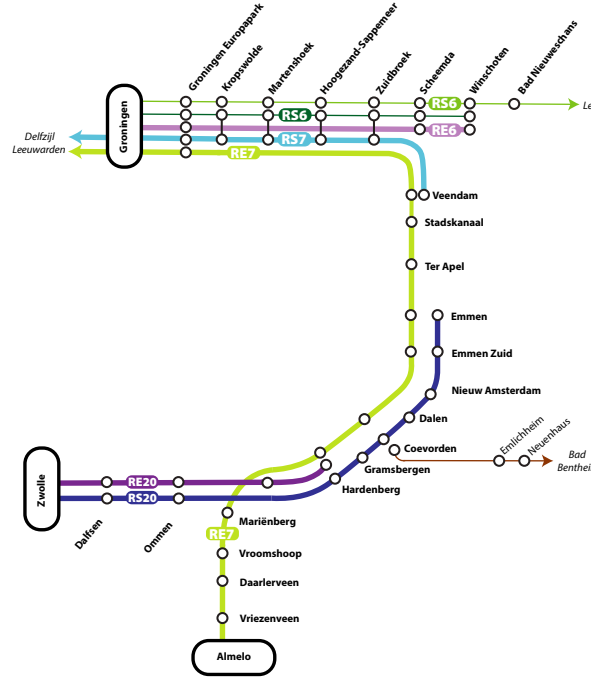 Groningen Europapark
Kropswolde
Martenshoek
Hoogezand-Sappemeer
Zuidbroek
Scheemda
Winschoten
Bad Nieuweschans
Groningen
RS6
Le
RS6
RE6
Delfzijl
RS7
Leeuwarden
RE7
Veendam
Stadskanaal
Ter Apel
Emmen
Emmen Zuid
Nieuw Amsterdam
Dalen
Coevorden
Emlichheim
Neuenhaus
Bad
Bentheim
Gramsbergen
Hardenberg
Zwolle
RE20
RS20
Dalfsen
Ommen
Mariënberg
RE7
Vroomshoop
Daarlerveen
Vriezenveen
Almelo